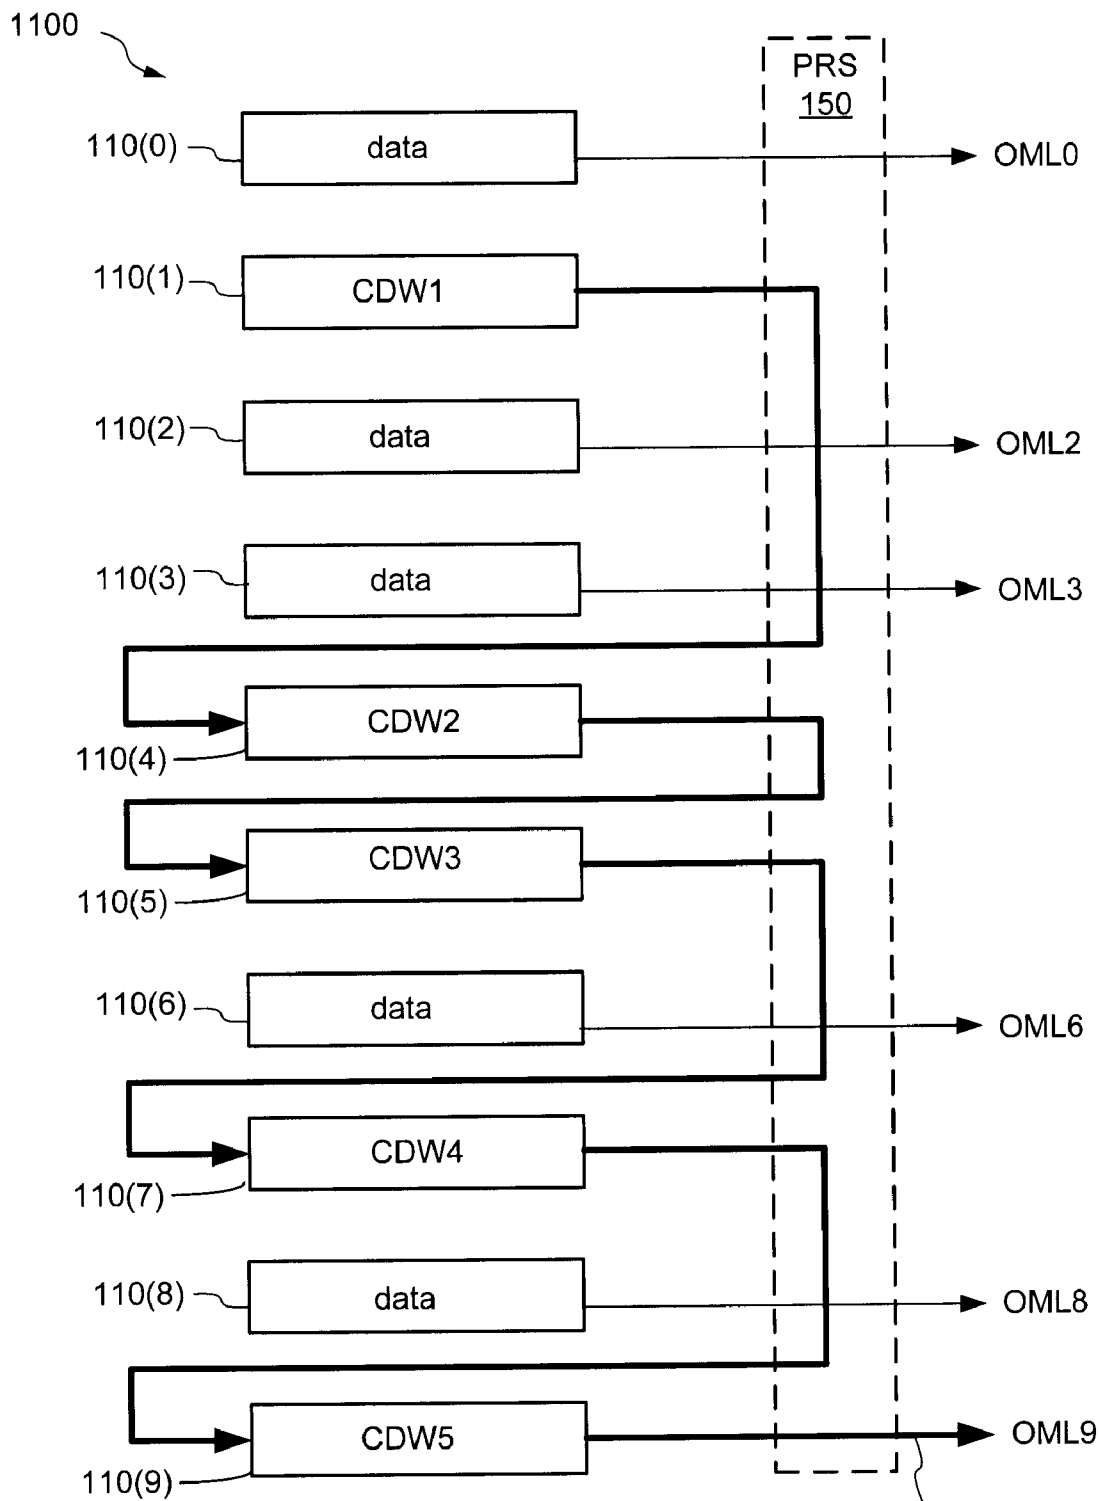 1100
PRS
150
110(0)
data
OML0
110(1)
CDW1
110(2)
data
OML2
110(3)
data
OML3
CDW2
110(4)
CDW3
110(5)
110(6)
data
OML6
CDW4
110(7)
110(8)
data
OML8
CDW5
OML9
110(9)